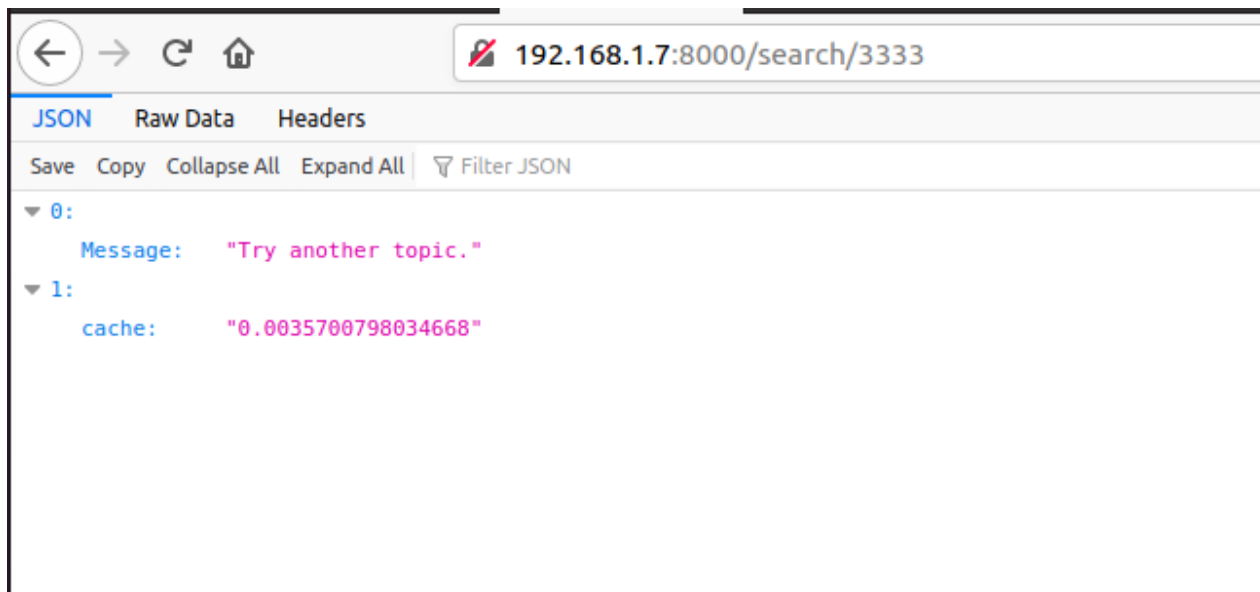 192.168.1.7:8000/search/3333
JSON Raw Data Headers
Save Copy Collapse All Expand All Filter JSON
0:
Message: "Try another topic."
1:
cache: "0.0035700798034668"